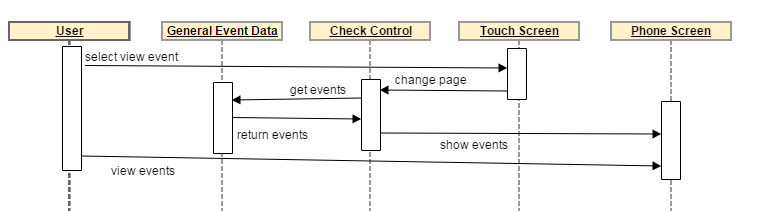 User
General Event Data
Check Control
Touch Screen
Phone Screen
select view event
change page
get events
return events
show events
view events